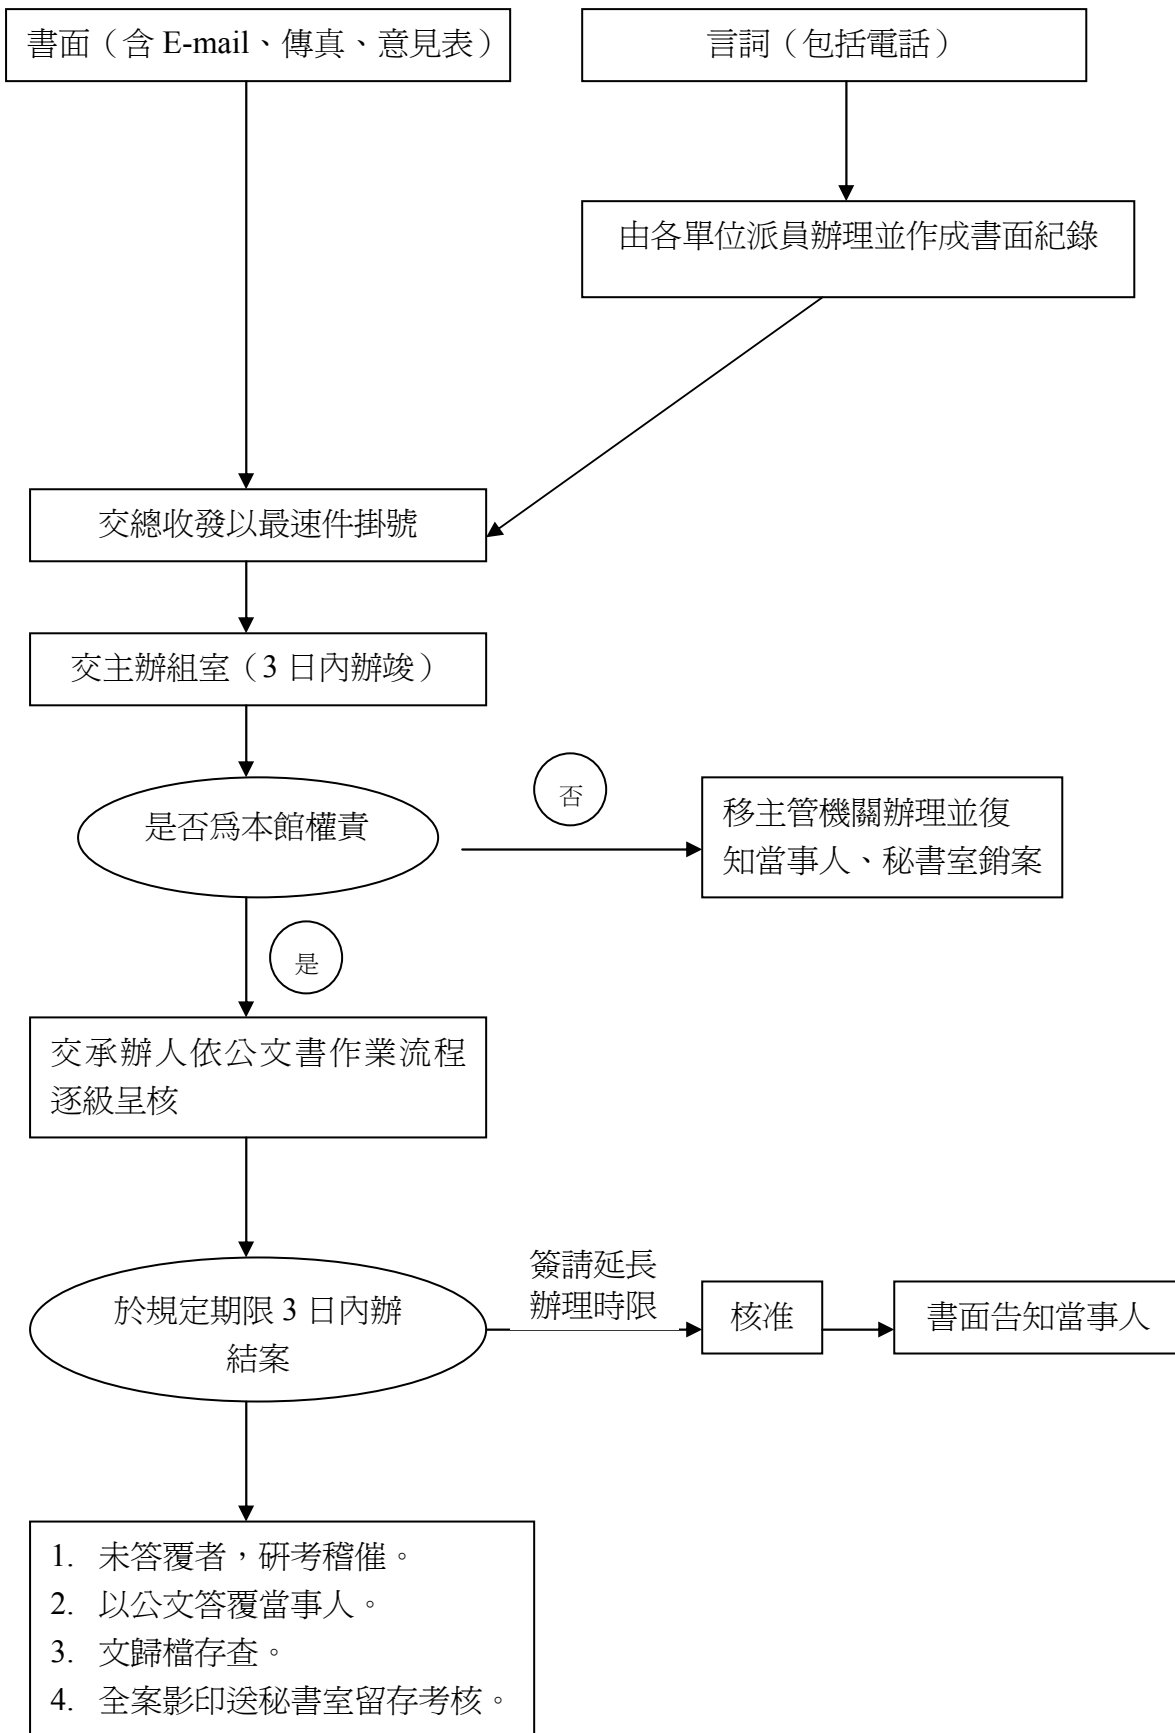 書面（含 E-mail、傳真、意見表）
言詞（包括電話）
由各單位派員辦理並作成書面紀錄
交總收發以最速件掛號
交主辦組室（3 日內辦竣）
是否為本館權責
否
移主管機關辦理並復
知當事人、秘書室銷案
是
交承辦人依公文書作業流程
逐級呈核
於規定期限 3 日內辦
結案
簽請延長
辦理時限
核准
書面告知當事人
1. 未答覆者，研考稽催。
2. 以公文答覆當事人。
3. 文歸檔存查。
4. 全案影印送秘書室留存考核。